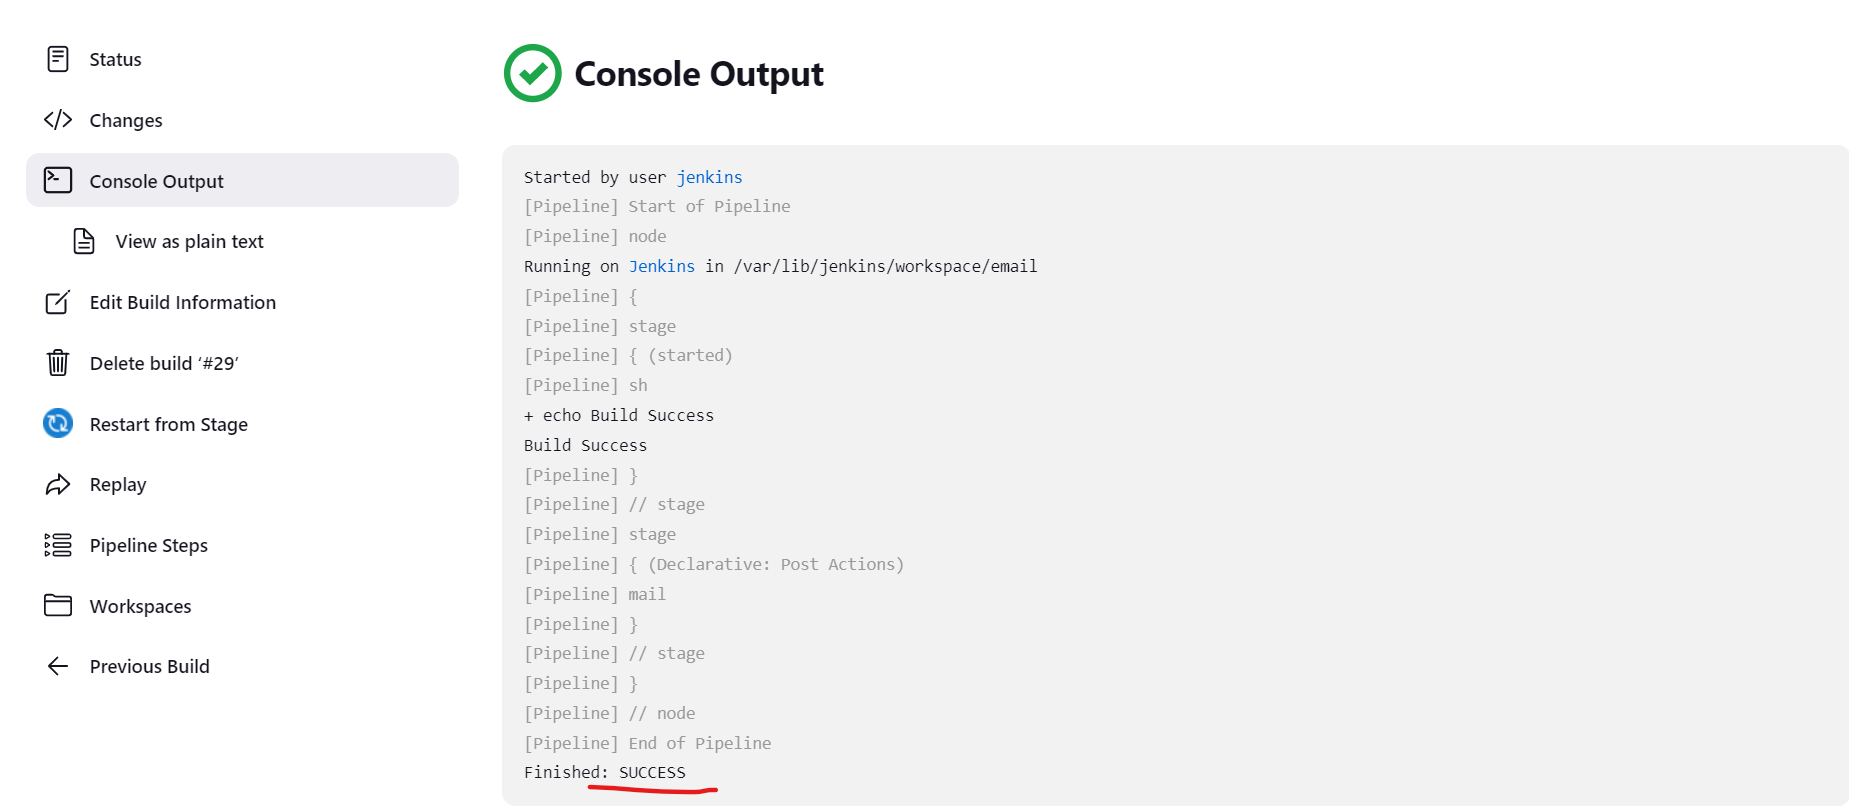 Status
Changes
Console Output
View as plain text
Edit Build Information
Delete build ‘#29’
Restart from Stage
Replay
Pipeline Steps
Workspaces
Previous Build
Console Output
Started by user jenkins
[Pipeline] Start of Pipeline
[Pipeline] node
Running on Jenkins in /var/lib/jenkins/workspace/email
[Pipeline] {
[Pipeline] stage
[Pipeline] { (started)
[Pipeline] sh
+ echo Build Success
Build Success
[Pipeline] }
[Pipeline] // stage
[Pipeline] stage
[Pipeline] { (Declarative: Post Actions)
[Pipeline] mail
[Pipeline] }
[Pipeline] // stage
[Pipeline] }
[Pipeline] // node
[Pipeline] End of Pipeline
Finished: SUCCESS